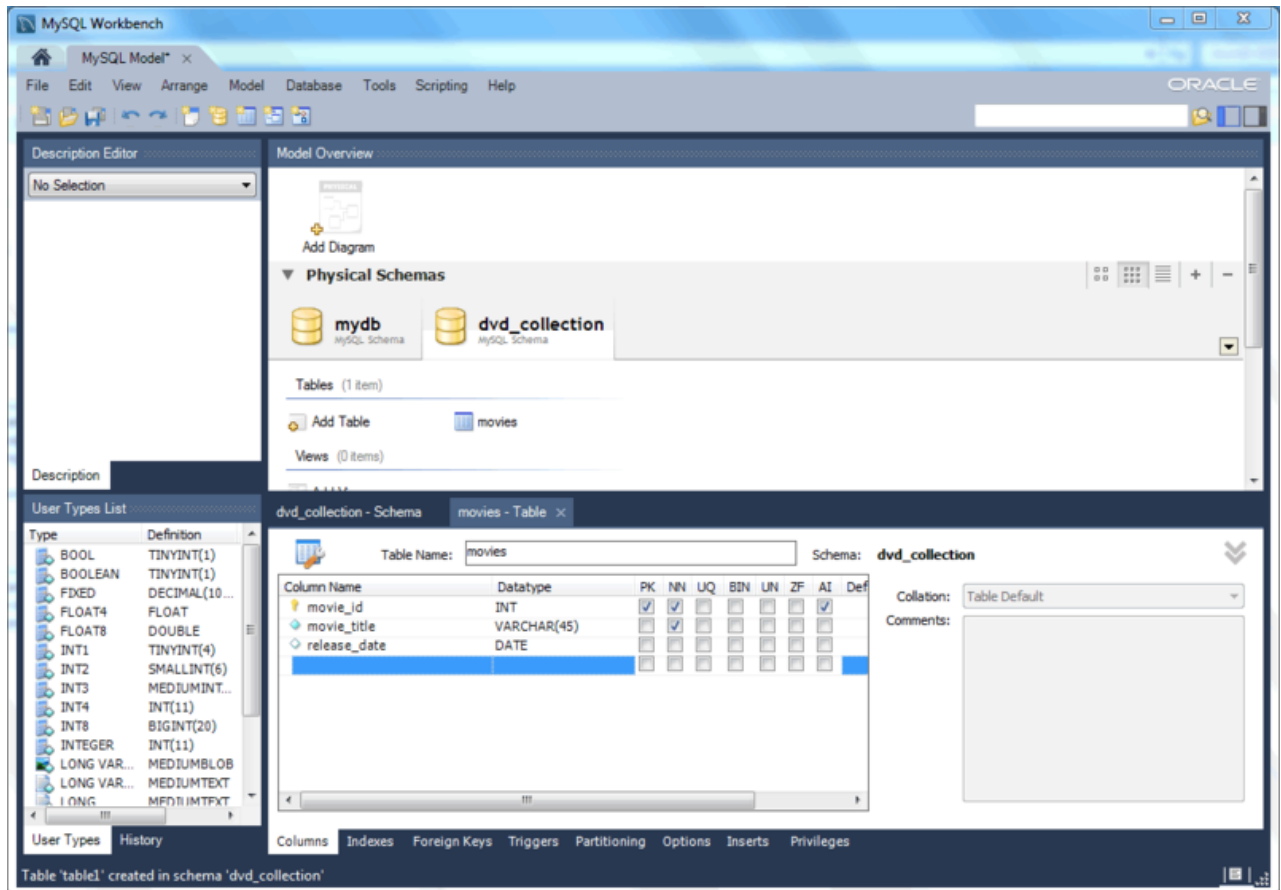 MySQL Workbench
MySQL Model* ×
File Edit View Arrange Model Database Tools Scripting Help
ORACLE
Description Editor
No Selection
Description
Model Overview
PHYSICAL
Add Diagram
Physical Schemas
mydb
MySQL Schema
dvd_collection
MySQL Schema
Tables (1 item)
Add Table
movies
Views (0 items)
User Types List
Type Definition
BOOL TINYINT(1)
BOOLEAN TINYINT(1)
FIXED DECIMAL(10...
FLOAT4 FLOAT
FLOAT8 DOUBLE
INT1 TINYINT(4)
INT2 SMALLINT(6)
INT3 MEDIUMINT...
INT4 INT(11)
INT8 BIGINT(20)
INTEGER INT(11)
LONG VAR... MEDIUMBLOB
LONG VAR... MEDIUMTEXT
LONG MEDIUMTEXT
User Types History
dvd_collection - Schema movies - Table ×
Table Name: movies Schema: dvd_collection
Column Name Datatype PK NN UQ BIN UN ZF AI Def
movie_id INT
movie_title VARCHAR(45)
release_date DATE
Collation: Table Default
Comments:
Columns Indexes Foreign Keys Triggers Partitioning Options Inserts Privileges
Table 'table1' created in schema 'dvd_collection'